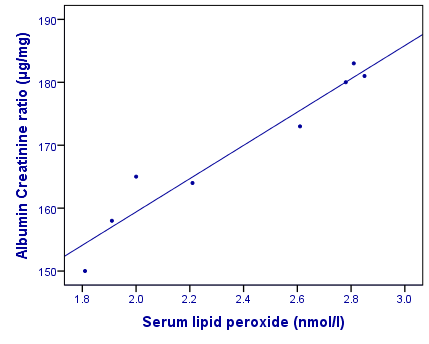 Albumin Creatinine ratio (µg/mg)
190
180
170
160
150
1.8 2.0 2.2 2.4 2.6 2.8 3.0
Serum lipid peroxide (nmol/l)